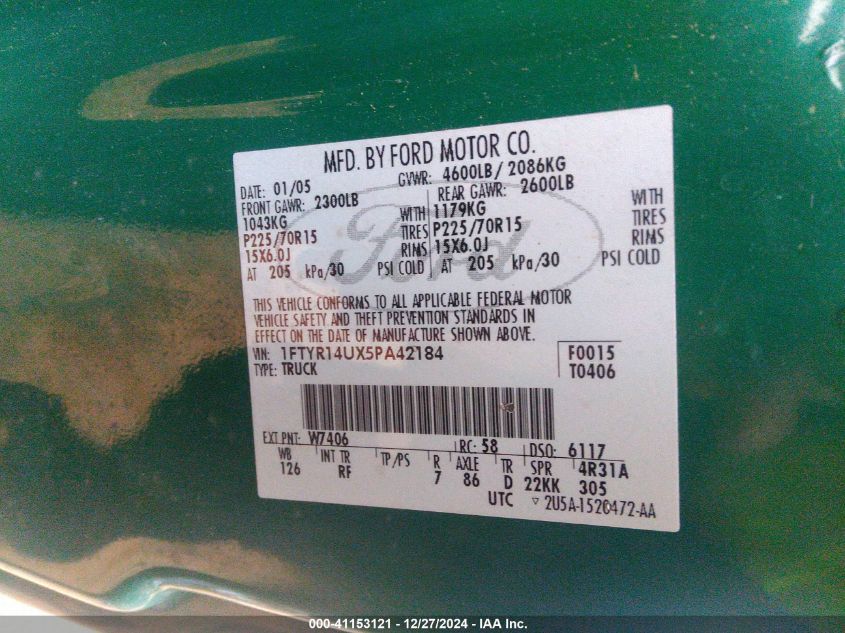 MFD. BY FORD MOTOR CO.
DATE: 01/05 GVWR: 4600LB/ 2086KG
FRONT GAWR: 2300LB REAR GAWR: 2600LB
1043KG WITH 1179KG WITH
P225/70R15 TIRES P225/70R15 TIRES
15X6.0J RIMS 15X6.0J RIMS
AT 205 kPa/30 PSI COLD AT 205 kPa/30 PSI COLD
Ford
THIS VEHICLE CONFORMS TO ALL APPLICABLE FEDERAL MOTOR
VEHICLE SAFETY AND THEFT PREVENTION STANDARDS IN
EFFECT ON THE DATE OF MANUFACTURE SHOWN ABOVE.
VIN: 1FTYR14UX5PA42184 F0015
TYPE: TRUCK T0406
EXT PNT: W7406 RC: 58 DSO: 6117
WB INT TR TP/PS R AXLE TR SPR 4R31A
126 RF 7 86 D 22KK 305
UTC ▽ 2U5A-1520472-AA
000-41153121 - 12/27/2024 - IAA Inc.